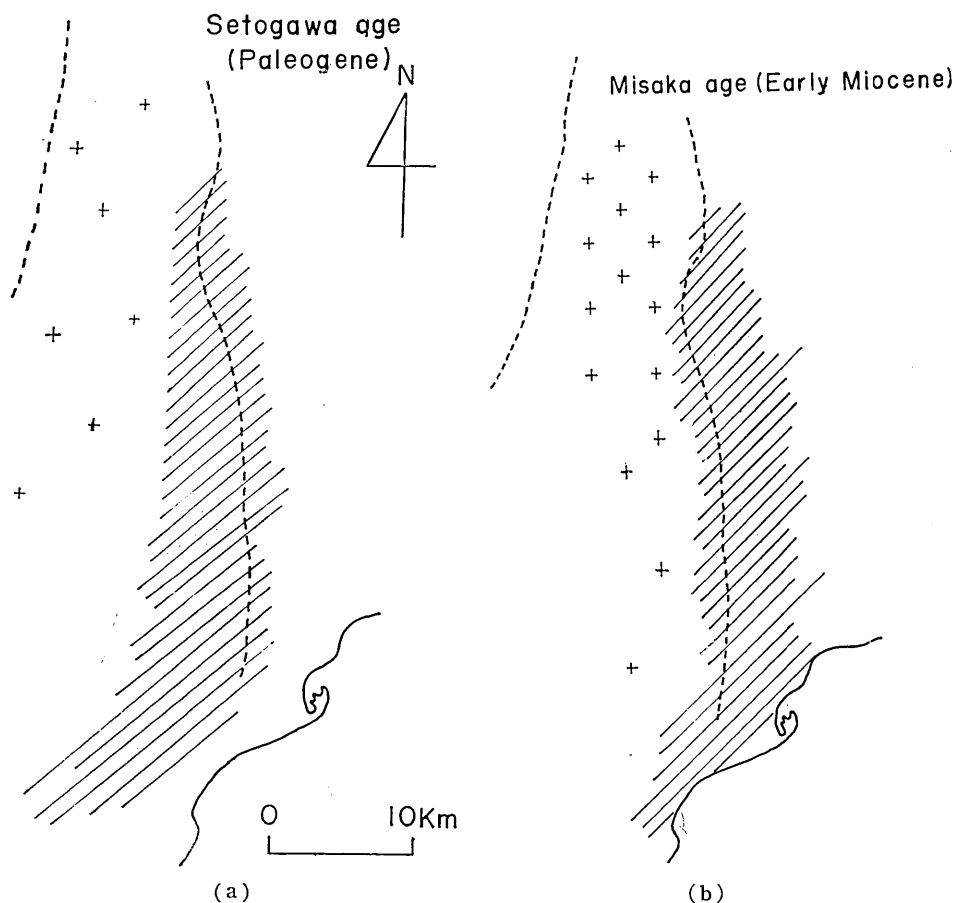 Setogawa age
(Paleogene)
N
Misaka age (Early Miocene)
0 10Km
(a)
(b)